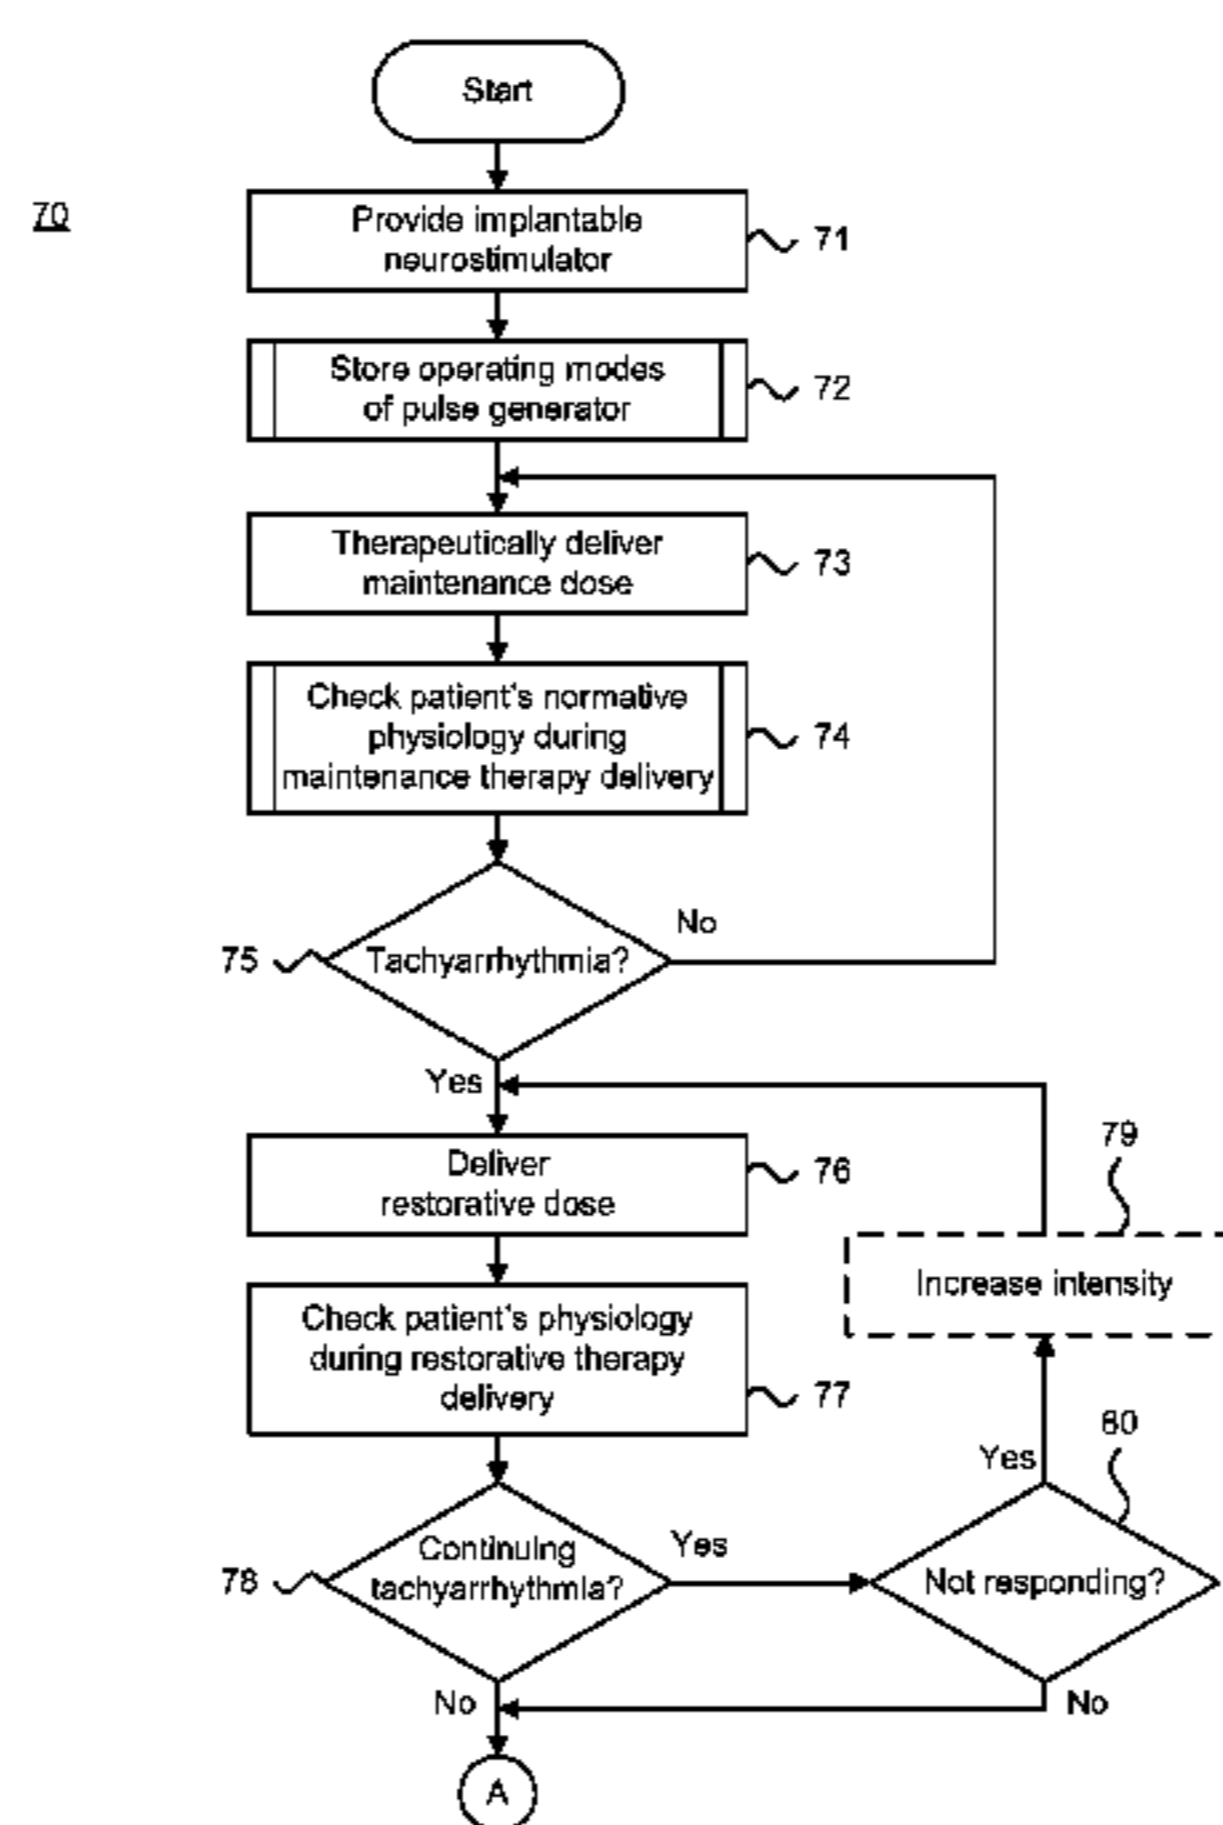 Start
70
Provide implantable
neurostimulator
71
Store operating modes
of pulse generator
72
Therapeutically deliver
maintenance dose
73
Check patient's normative
physiology during
maintenance therapy delivery
74
No
75
Tachyarrhythmia?
Yes
79
Deliver
restorative dose
76
Increase intensity
Check patient's physiology
during restorative therapy
delivery
77
80
Yes
Continuing
tachyarrhythmia?
Yes
78
Not responding?
No
No
A